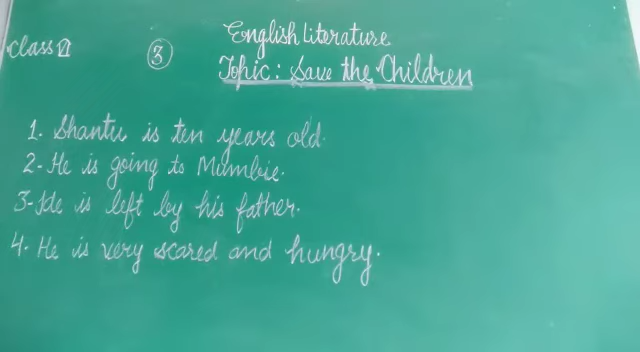 English Literature
Class VI
3
Topic: Save the Children
1. Shantu is ten years old.
2- He is going to Mumbie.
3- He is left by his father.
4. He is very scared and hungry.